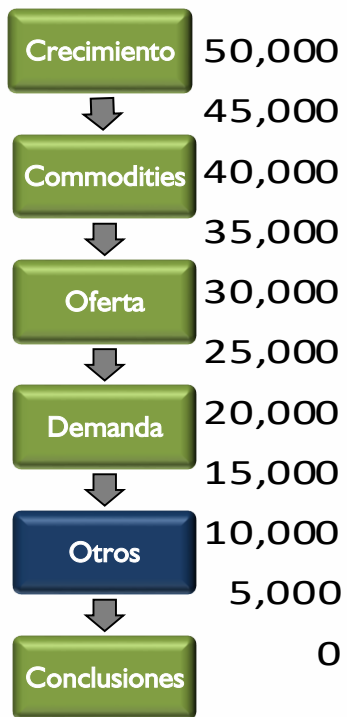 Crecimiento
Commodities
Oferta
Demanda
Otros
Conclusiones
50,000
45,000
40,000
35,000
30,000
25,000
20,000
15,000
10,000
5,000
0